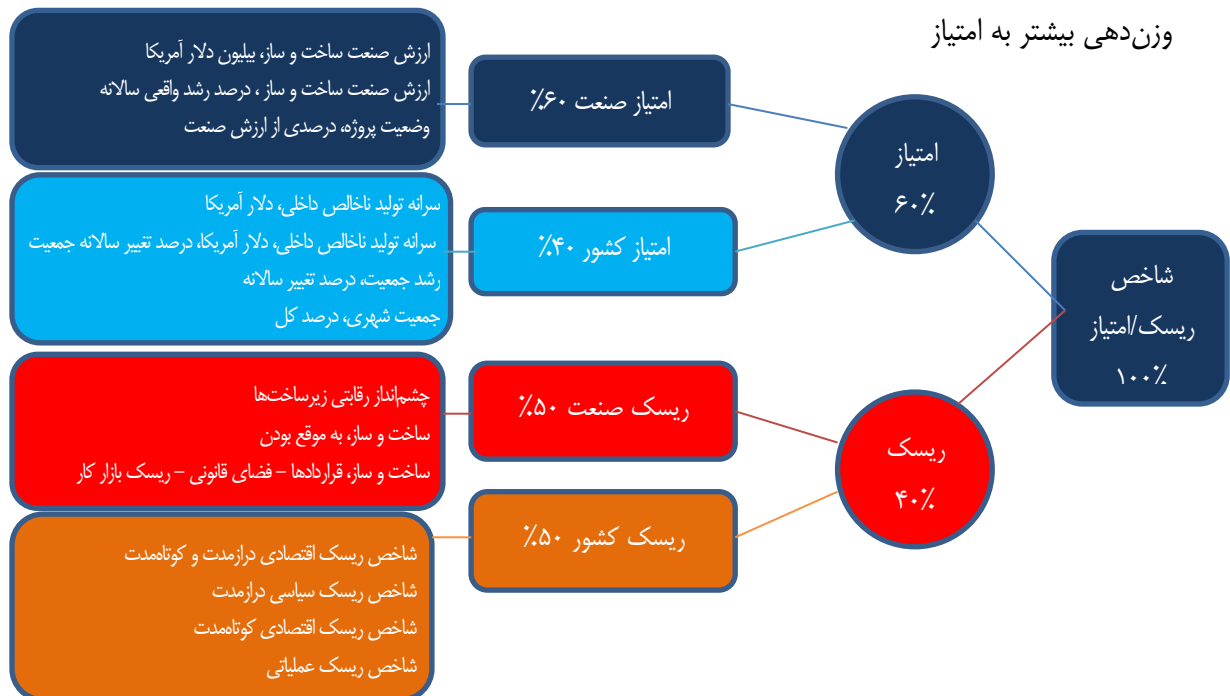 وزن‌دهی بیشتر به امتیاز
شاخص
ریسک/امتیاز
۱۰۰٪
امتیاز
۶۰٪
امتیاز صنعت ۶۰٪
ارزش صنعت ساخت و ساز، بیلیون دلار آمریکا
ارزش صنعت ساخت و ساز ، درصد رشد واقعی سالانه
وضعیت پروژه، درصدی از ارزش صنعت
امتیاز کشور ۴۰٪
سرانه تولید ناخالص داخلی، دلار آمریکا
سرانه تولید ناخالص داخلی، دلار آمریکا، درصد تغییر سالانه جمعیت
رشد جمعیت، درصد تغییر سالانه
جمعیت شهری، درصد کل
ریسک
۴۰٪
ریسک صنعت ۵۰٪
چشم‌انداز رقابتی زیرساخت‌ها
ساخت و ساز، به موقع بودن
ساخت و ساز، قراردادها – فضای قانونی – ریسک بازار کار
ریسک کشور ۵۰٪
شاخص ریسک اقتصادی درازمدت و کوتاه‌مدت
شاخص ریسک سیاسی درازمدت
شاخص ریسک اقتصادی کوتاه‌مدت
شاخص ریسک عملیاتی